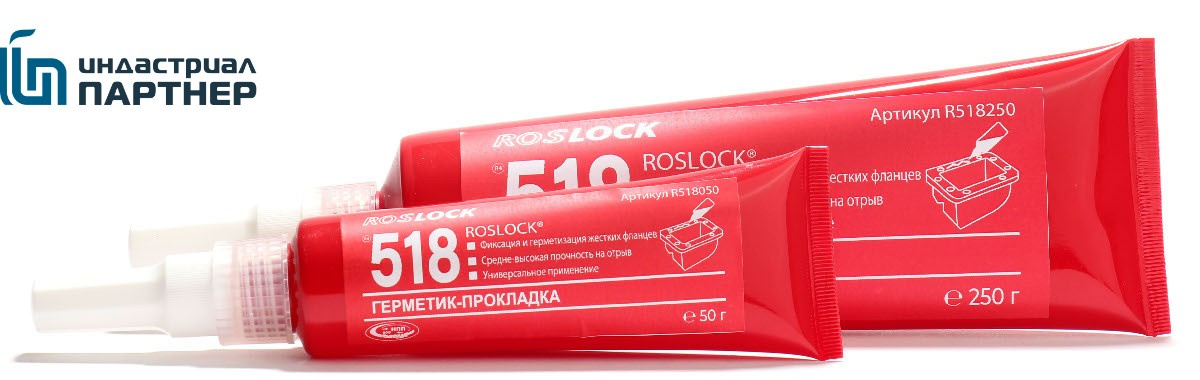 ИНДАСТРИАЛ
ПАРТНЕР
ROSLOCK
Артикул R518250
518
ROSLOCK®
жестких фланцев
на отрыв
℮ 250 г
ROSLOCK
Артикул R518050
518
ROSLOCK®
Фиксация и герметизация жестких фланцев
Средне-высокая прочность на отрыв
Универсальное применение
ГЕРМЕТИК-ПРОКЛАДКА
℮ 50 г